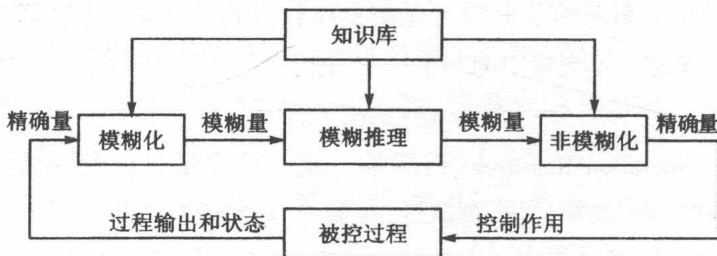 知识库
精确量
模糊化
模糊量
模糊推理
模糊量
非模糊化
精确量
过程输出和状态
被控过程
控制作用